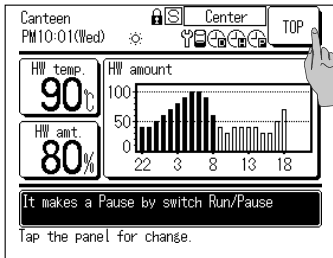 Canteen
S Center
TOP
PM10:01(Wed)
HW temp.
90℃
HW amount
100
50
0
22 3 8 13 18
HW amt.
80%
It makes a Pause by switch Run/Pause
Tap the panel for change.